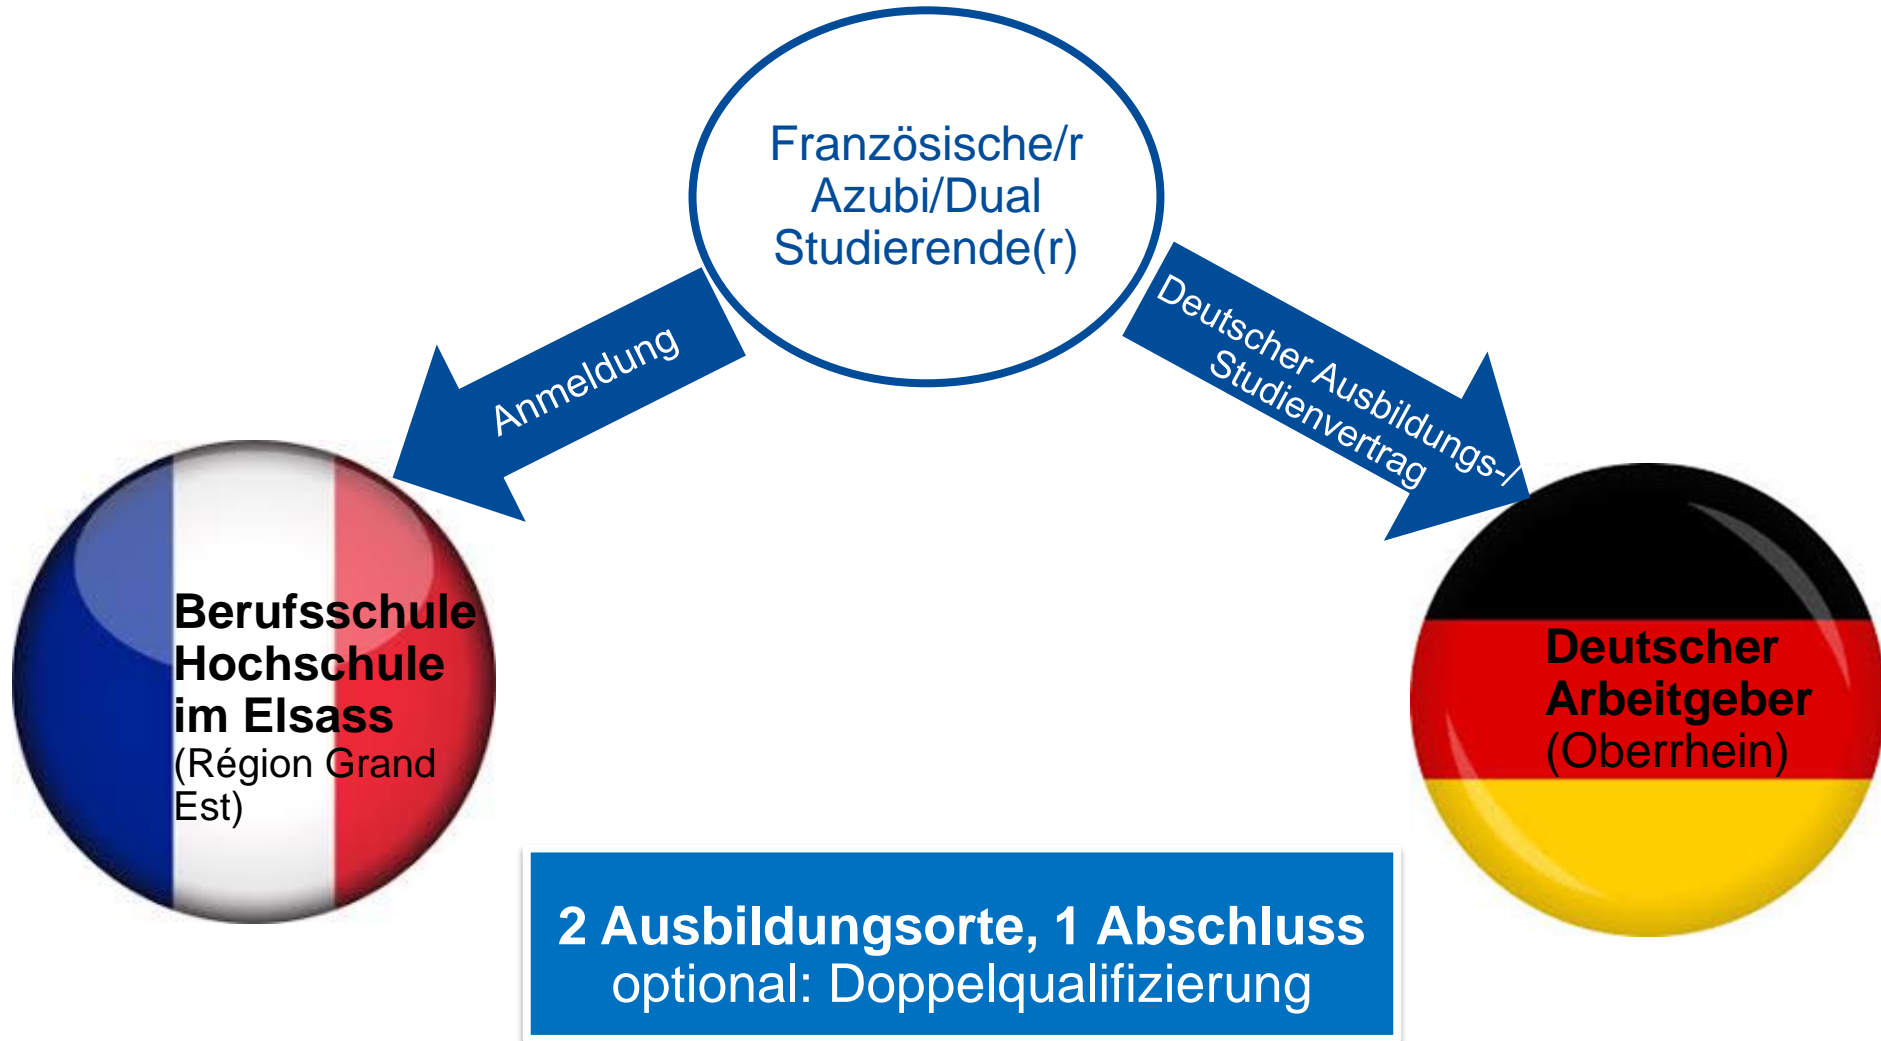 Französische/r
Azubi/Dual
Studierende(r)
Anmeldung
Deutscher Ausbildungs-/
Studienvertrag
Berufsschule
Hochschule
im Elsass
(Région Grand
Est)
Deutscher
Arbeitgeber
(Oberrhein)
2 Ausbildungsorte, 1 Abschluss
optional: Doppelqualifizierung